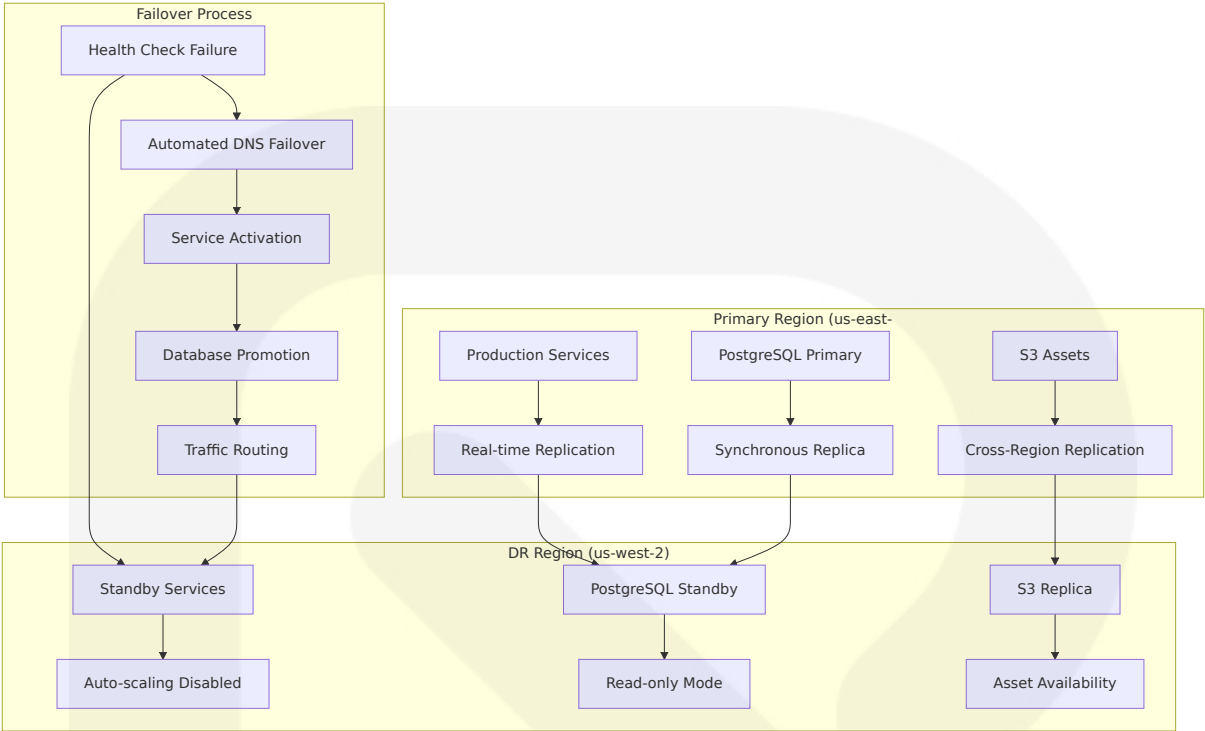 Failover Process
Health Check Failure
Automated DNS Failover
Service Activation
Database Promotion
Traffic Routing
Primary Region (us-east-
Production Services
PostgreSQL Primary
S3 Assets
Real-time Replication
Synchronous Replica
Cross-Region Replication
DR Region (us-west-2)
Standby Services
PostgreSQL Standby
S3 Replica
Auto-scaling Disabled
Read-only Mode
Asset Availability